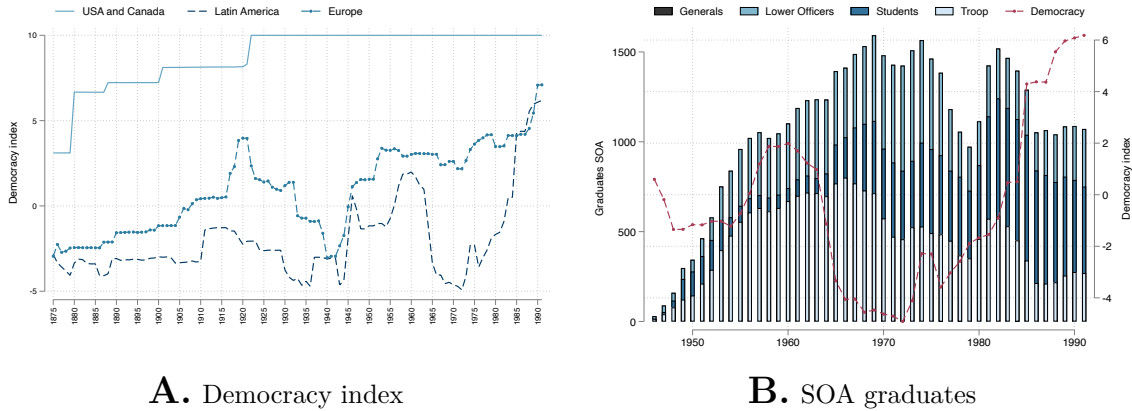 USA and Canada Latin America Europe
10
5
0
-5
Democracy index
1875 1880 1885 1890 1895 1900 1905 1910 1915 1920 1925 1930 1935 1940 1945 1950 1955 1960 1965 1970 1975 1980 1985 1990
A. Democracy index
Generals Lower Officers Students Troop Democracy
1500
1000
500
0
Graduates SOA
6
4
2
0
-2
-4
Democracy index
1950 1960 1970 1980 1990
B. SOA graduates